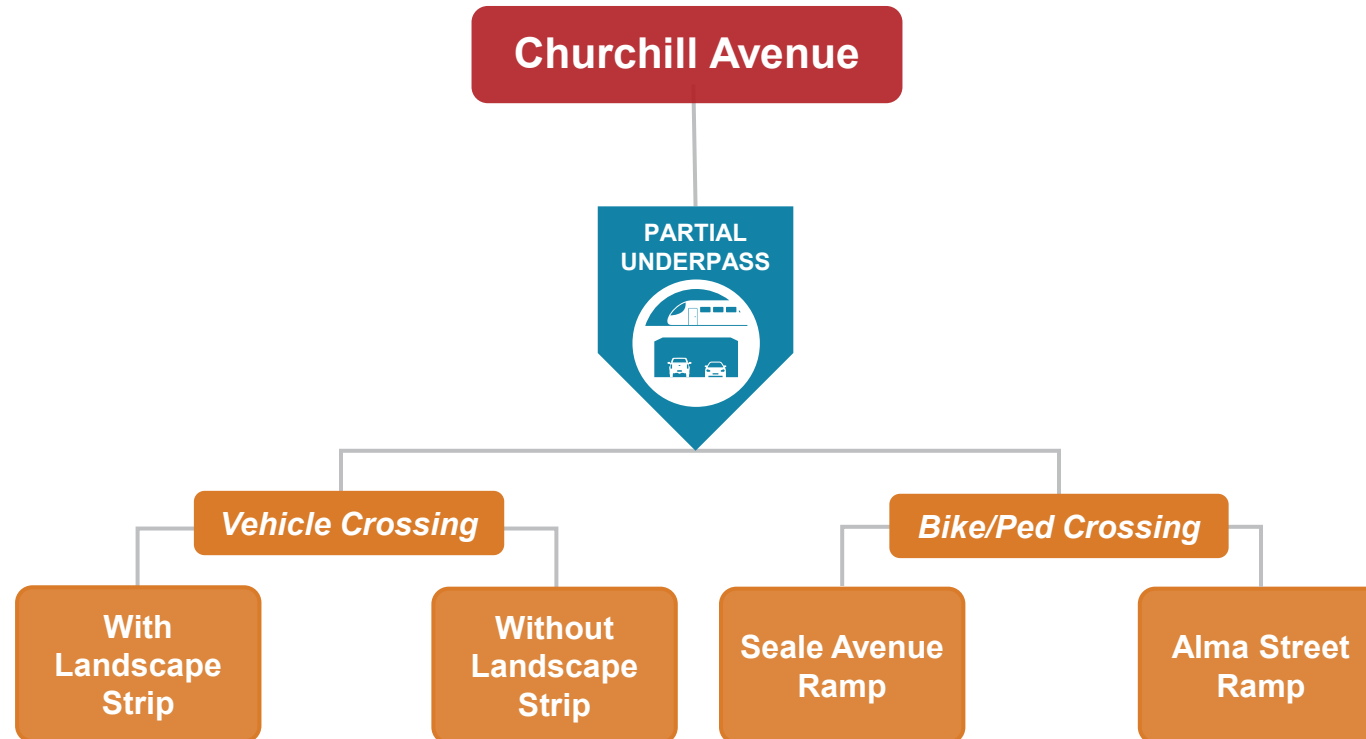 Churchill Avenue
PARTIAL
UNDERPASS
Vehicle Crossing
Bike/Ped Crossing
With
Landscape
Strip
Without
Landscape
Strip
Seale Avenue
Ramp
Alma Street
Ramp